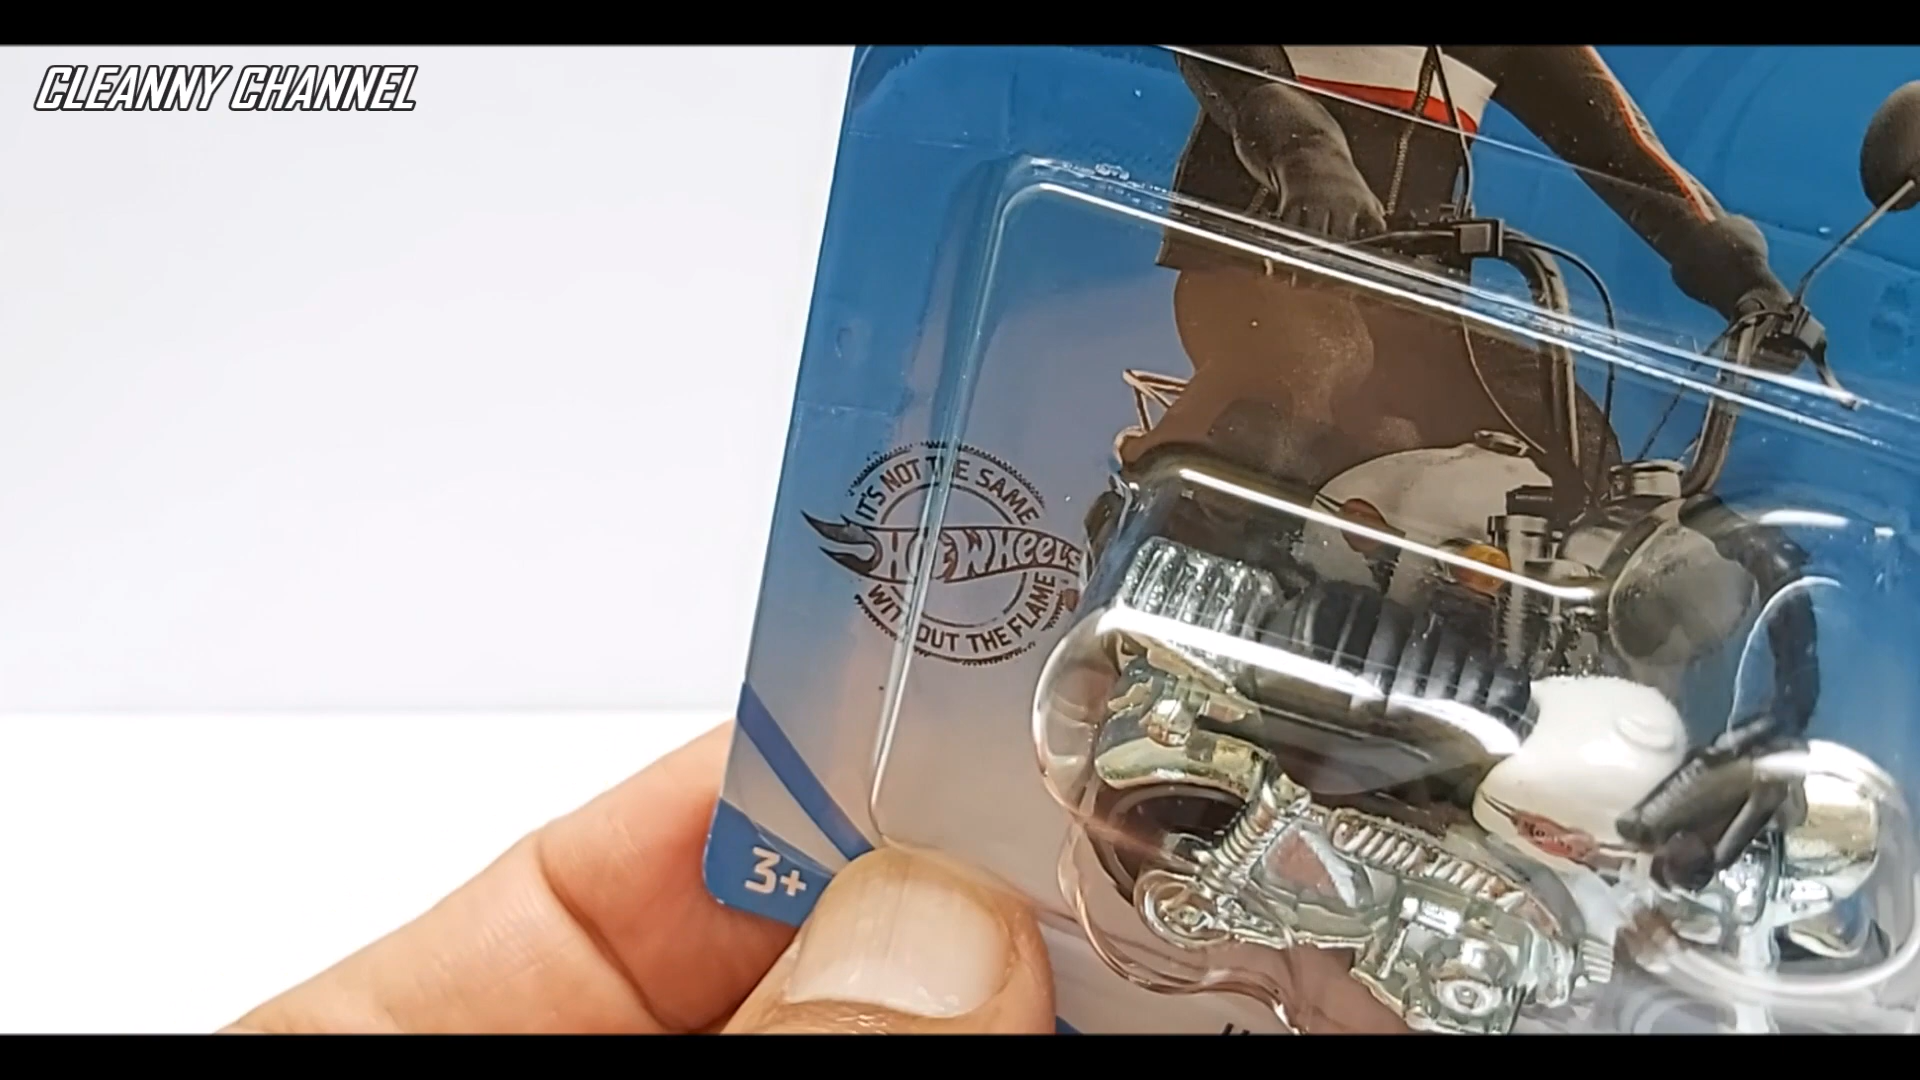 CLEANNY CHANNEL
IT'S NOT THE SAME
HOT WHEELS
WITHOUT THE FLAME
3+